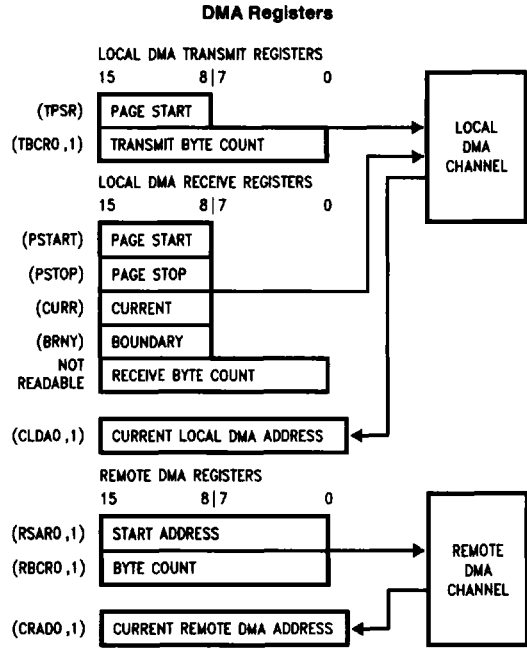 DMA Registers
LOCAL DMA TRANSMIT REGISTERS
15 8|7 0
(TPSR) PAGE START
(TBCR0,1) TRANSMIT BYTE COUNT
LOCAL DMA CHANNEL
LOCAL DMA RECEIVE REGISTERS
15 8|7 0
(PSTART) PAGE START
(PSTOP) PAGE STOP
(CURR) CURRENT
(BRNY) BOUNDARY
NOT READABLE RECEIVE BYTE COUNT
(CLDA0,1) CURRENT LOCAL DMA ADDRESS
REMOTE DMA REGISTERS
15 8|7 0
(RSAR0,1) START ADDRESS
(RBCR0,1) BYTE COUNT
REMOTE DMA CHANNEL
(CRAD0,1) CURRENT REMOTE DMA ADDRESS